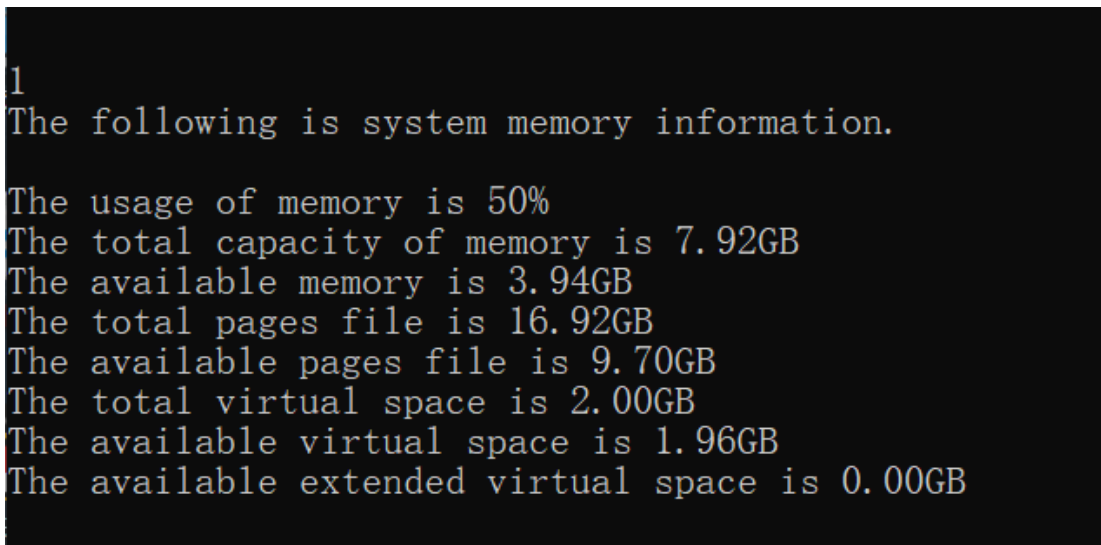 1
The following is system memory information.
The usage of memory is 50%
The total capacity of memory is 7.92GB
The available memory is 3.94GB
The total pages file is 16.92GB
The available pages file is 9.70GB
The total virtual space is 2.00GB
The available virtual space is 1.96GB
The available extended virtual space is 0.00GB